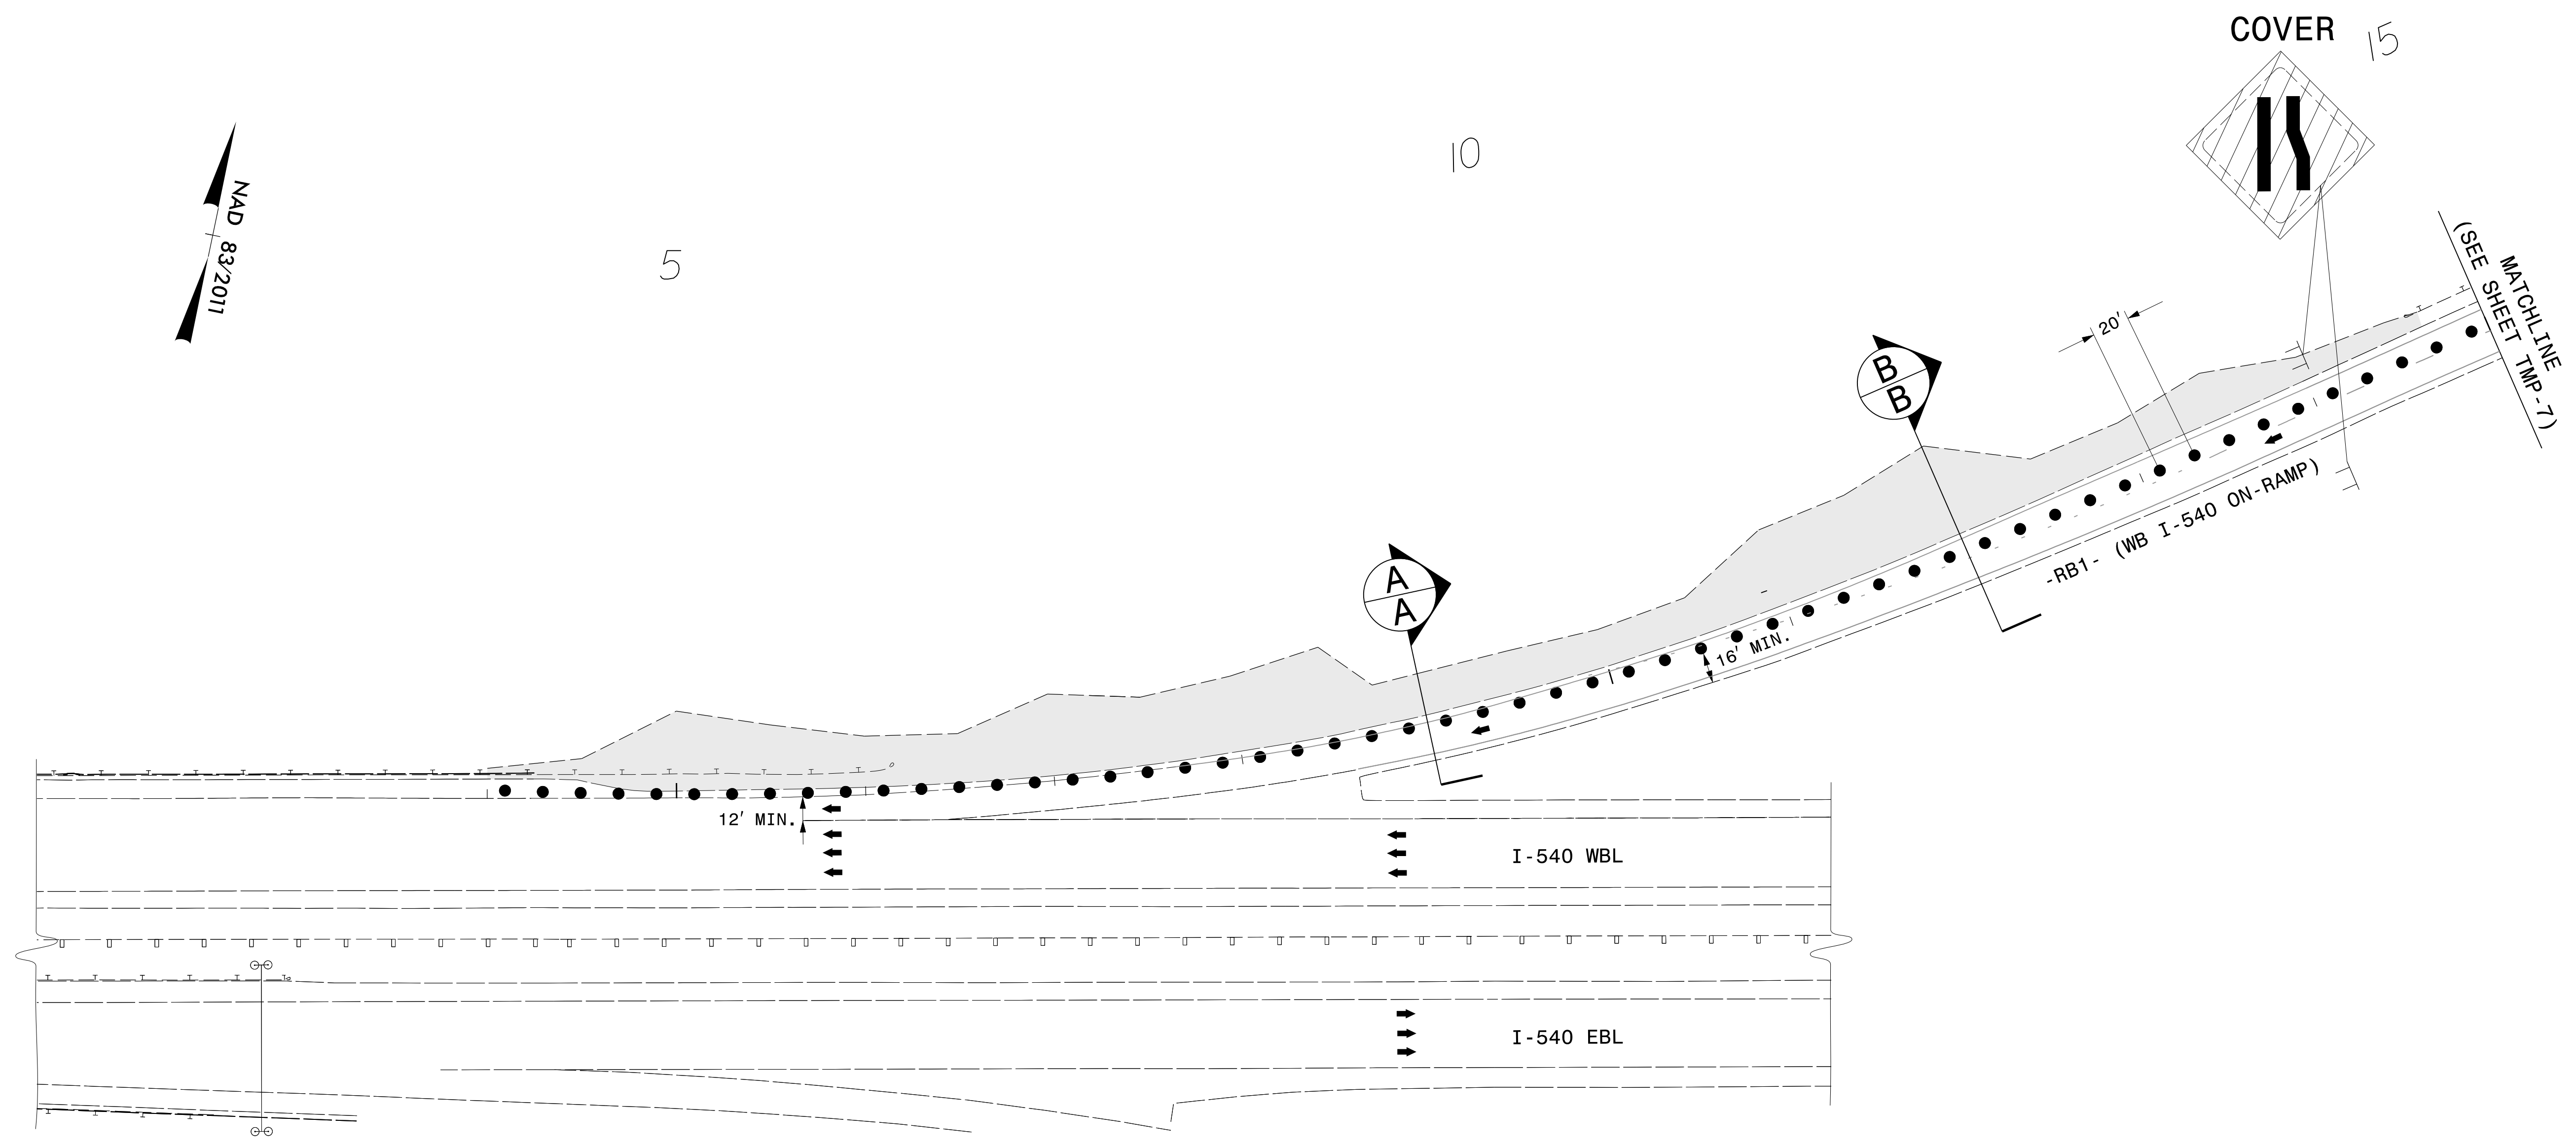 COVER
15
10
5
NAD 83/2011
MATCHLINE
(SEE SHEET TMP-7)
20'
B
B
-RB1- (WB I-540 ON-RAMP)
A
A
16' MIN.
12' MIN.
I-540 WBL
I-540 EBL